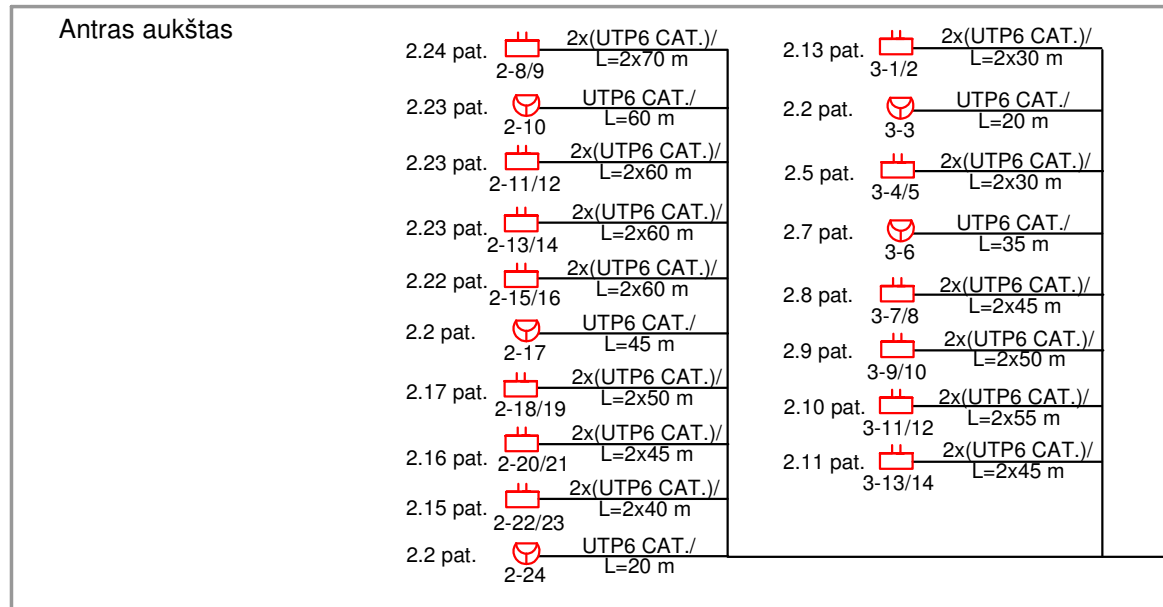 Antras aukštas
2.24 pat.
2-8/9
2x(UTP6 CAT.)/
L=2x70 m
2.23 pat.
2-10
UTP6 CAT./
L=60 m
2.23 pat.
2-11/12
2x(UTP6 CAT.)/
L=2x60 m
2.23 pat.
2-13/14
2x(UTP6 CAT.)/
L=2x60 m
2.22 pat.
2-15/16
2x(UTP6 CAT.)/
L=2x60 m
2.2 pat.
2-17
UTP6 CAT./
L=45 m
2.17 pat.
2-18/19
2x(UTP6 CAT.)/
L=2x50 m
2.16 pat.
2-20/21
2x(UTP6 CAT.)/
L=2x45 m
2.15 pat.
2-22/23
2x(UTP6 CAT.)/
L=2x40 m
2.2 pat.
2-24
UTP6 CAT./
L=20 m
2.13 pat.
3-1/2
2x(UTP6 CAT.)/
L=2x30 m
2.2 pat.
3-3
UTP6 CAT./
L=20 m
2.5 pat.
3-4/5
2x(UTP6 CAT.)/
L=2x30 m
2.7 pat.
3-6
UTP6 CAT./
L=35 m
2.8 pat.
3-7/8
2x(UTP6 CAT.)/
L=2x45 m
2.9 pat.
3-9/10
2x(UTP6 CAT.)/
L=2x50 m
2.10 pat.
3-11/12
2x(UTP6 CAT.)/
L=2x55 m
2.11 pat.
3-13/14
2x(UTP6 CAT.)/
L=2x45 m